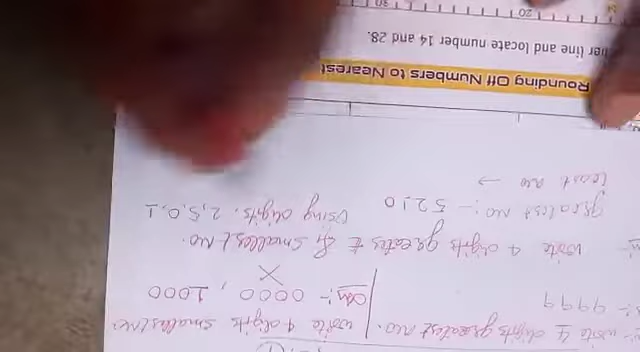 write 4 digits greatest no. write 4 digits smallest no.
:- 9999 Ans :- 0000 , 1000
write 4 digits greatest & smallest no.
greatest no :- 5210 Using digits. 2,5,0,1
least no →
Rounding Off Numbers to Nearest
line and locate number 14 and 28.
20 30